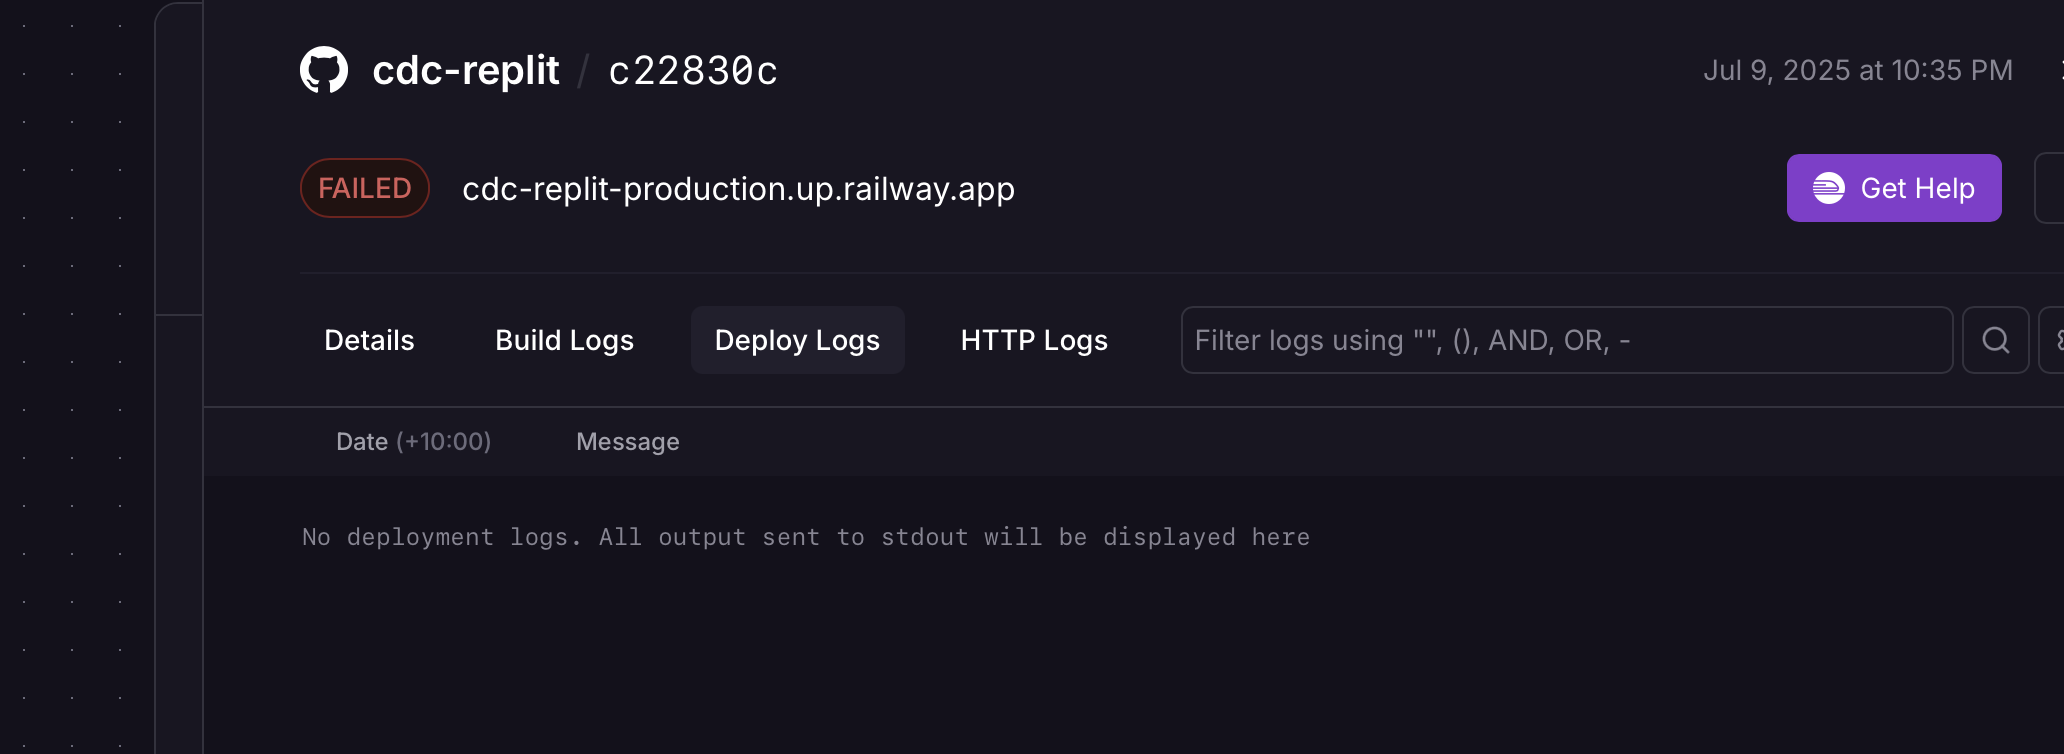 cdc-replit / c22830c
Jul 9, 2025 at 10:35 PM
FAILED
cdc-replit-production.up.railway.app
Get Help
Details
Build Logs
Deploy Logs
HTTP Logs
Filter logs using "", (), AND, OR, -
Date (+10:00)
Message
No deployment logs. All output sent to stdout will be displayed here